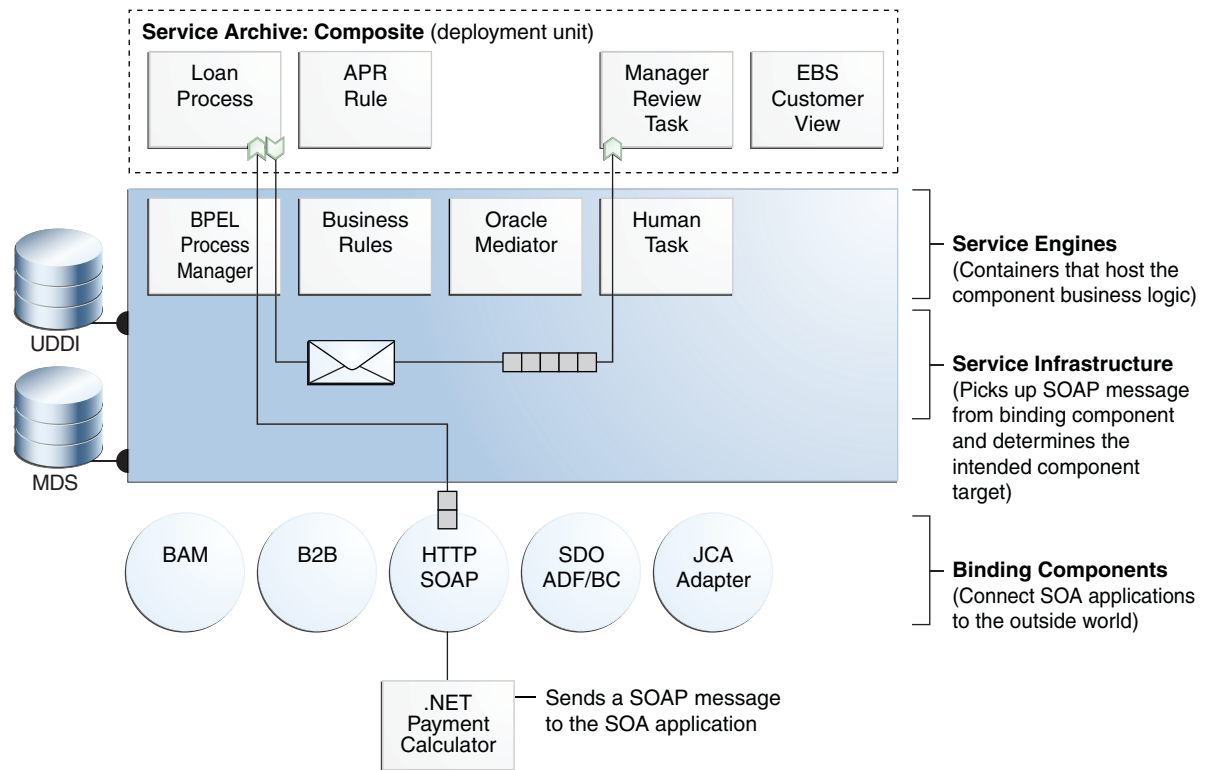 Service Archive: Composite (deployment unit)
Loan
Process
APR
Rule
Manager
Review
Task
EBS
Customer
View
BPEL
Process
Manager
Business
Rules
Oracle
Mediator
Human
Task
Service Engines
(Containers that host the
component business logic)
UDDI
Service Infrastructure
(Picks up SOAP message
from binding component
and determines the
intended component
target)
MDS
BAM
B2B
HTTP
SOAP
SDO
ADF/BC
JCA
Adapter
Binding Components
(Connect SOA applications
to the outside world)
.NET
Payment
Calculator
Sends a SOAP message
to the SOA application